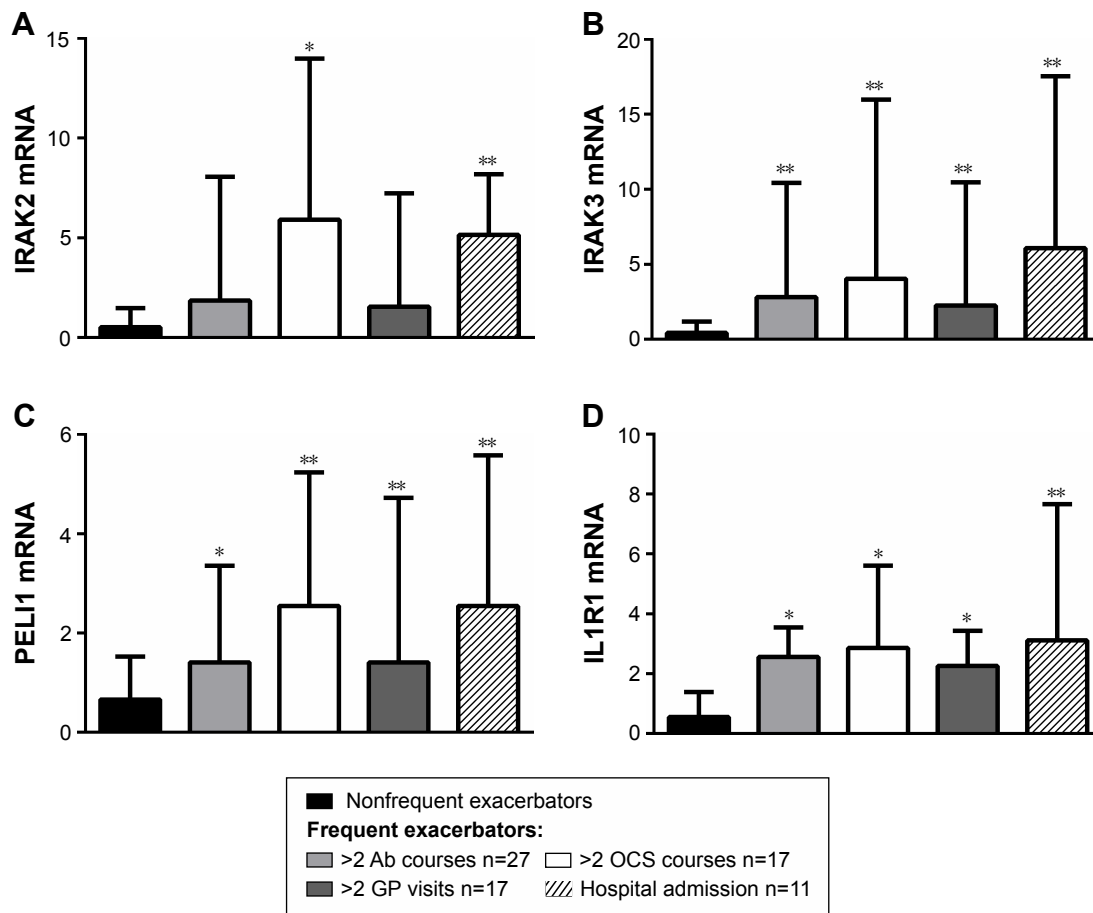 A
IRAK2 mRNA
15
10
5
0
*
**
B
IRAK3 mRNA
20
15
10
5
0
**
**
**
**
C
PELI1 mRNA
6
4
2
0
*
**
**
**
D
IL1R1 mRNA
10
8
6
4
2
0
*
*
*
**
Nonfrequent exacerbators
Frequent exacerbators:
>2 Ab courses n=27 >2 OCS courses n=17
>2 GP visits n=17 Hospital admission n=11